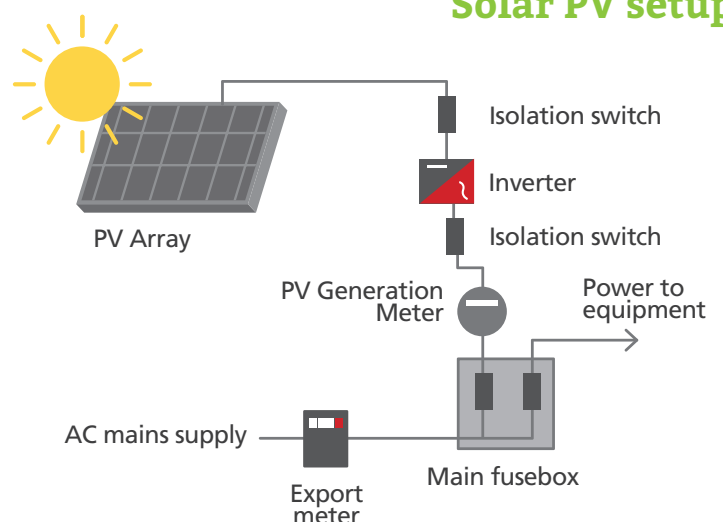 Solar PV setup
Isolation switch
Inverter
PV Array
Isolation switch
PV Generation
Meter
Power to
equipment
AC mains supply
Main fusebox
Export
meter